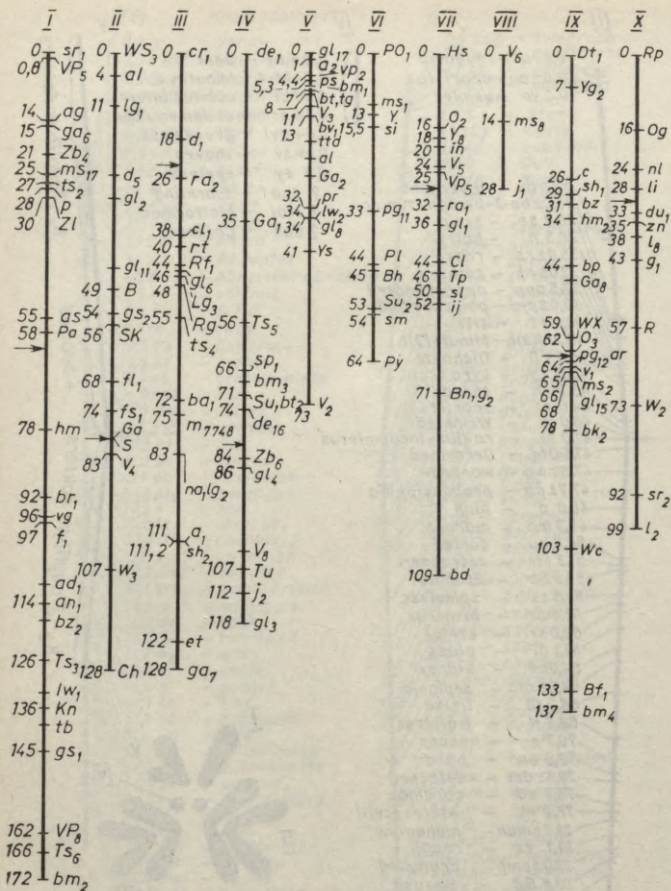 I
0 sr₁
0,8 VP₅
14 ag
15 ga₆
21 Zb₄
25 ms₁₇
27 ts₂
28 P
30 Zl
55 as
58 Pa
78 hm
92 br₁
96 vg
97 f₁
ad₁
114 an₁
bz₂
126 Ts₃
lw₁
136 Kn
tb
145 gs₁
162 VP₈
166 Ts₆
172 bm₂
II
0 WS₃
4 al
11 lg₁
d₅
gl₂
gl₁₁
49 B
54 gs₂
56 SK
68 fl₁
74 fs₁
Ga
S
83 V₄
107 W₃
128 Ch
III
0 cr₁
18 d₁
26 ra₂
38 cl₁
40 rt
44 Rf₁
46 gl₆
48 Lg₃
Rg
55 ts₄
72 ba₁
75 m₇₇₄₈
83 na₁lg₂
111 a₁
111,2 sh₂
122 et
128 ga₇
IV
0 de₁
35 Ga₁
56 Ts₅
66 sp₁
bm₃
71 Su,bt₂
74 de₁₆
84 Zb₆
86 gl₄
V₈
107 Tu
112 j₂
118 gl₃
V
0 gl₁₇
1 a₂ vp₂
4,4 ps
5,3 bm₁
7 bt,tg
8 V₃
11 bv₁
13 ttd
al
Ga₂
32 pr
34 lw₂
34 gl₈
41 Ys
73 V₂
VI
0 PO₁
ms₁
13 Y
15,5 si
33 pg₁₁
44 Pl
45 Bh
53 Su₂
54 sm
64 Py
VII
0 Hs
16 O₂
18 Y₈
20 in
24 V₅
25 Vp₅
32 ra₁
36 gl₁
44 Cl
46 Tp
50 sl
52 ij
71 Bn,g₂
109 bd
VIII
0 V₆
14 ms₈
28 j₁
IX
0 Dt₁
7 Yg₂
26 c
29 sh₁
31 bz
34 hm₂
44 bp
Ga₈
59 WX
62 O₃
pg₁₂ ar
64 v₁
65 ms₂
66 gl₁₅
68
78 bk₂
103 Wc
133 Bf₁
137 bm₄
X
0 Rp
16 Og
24 nl
28 li
33 du₁
35 zn₂
38 l₈
43 g₁
57 R
73 W₂
92 sr₂
99 l₂